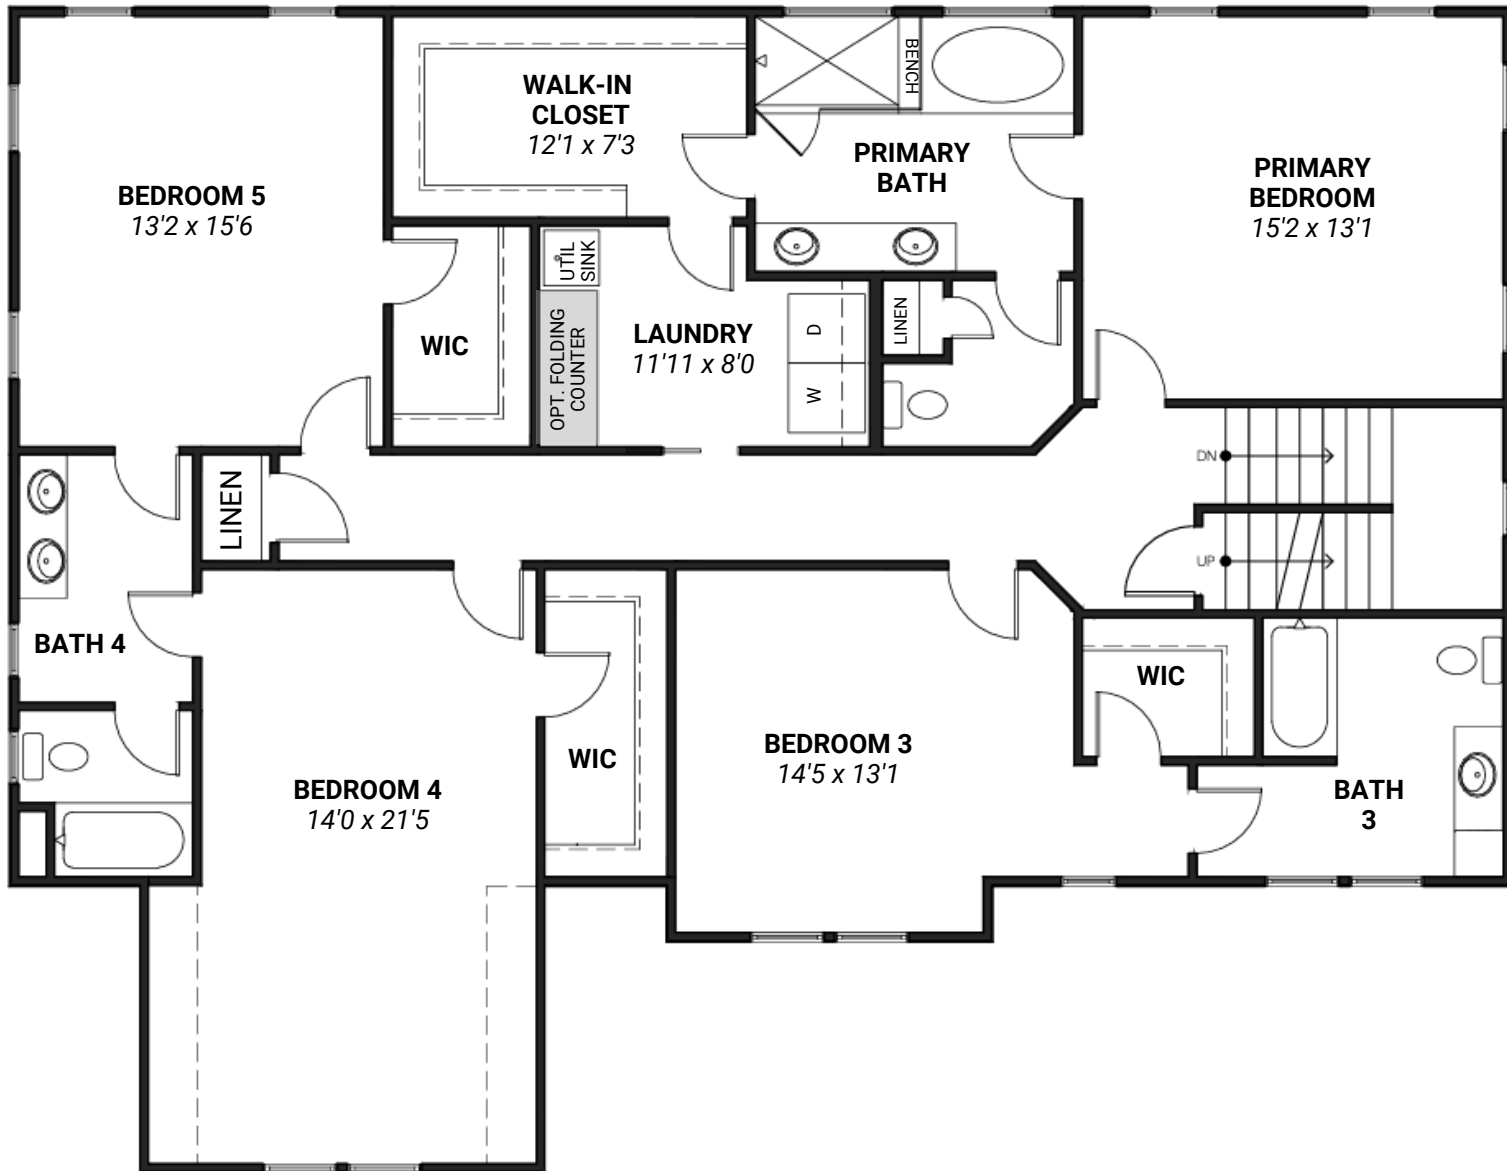 WALK-IN
CLOSET
12'1 x 7'3
BENCH
PRIMARY
BATH
PRIMARY
BEDROOM
15'2 x 13'1
BEDROOM 5
13'2 x 15'6
WIC
UTIL
SINK
OPT. FOLDING
COUNTER
LAUNDRY
11'11 x 8'0
D
W
LINEN
DN
UP
LINEN
BATH 4
BEDROOM 4
14'0 x 21'5
WIC
BEDROOM 3
14'5 x 13'1
WIC
BATH
3